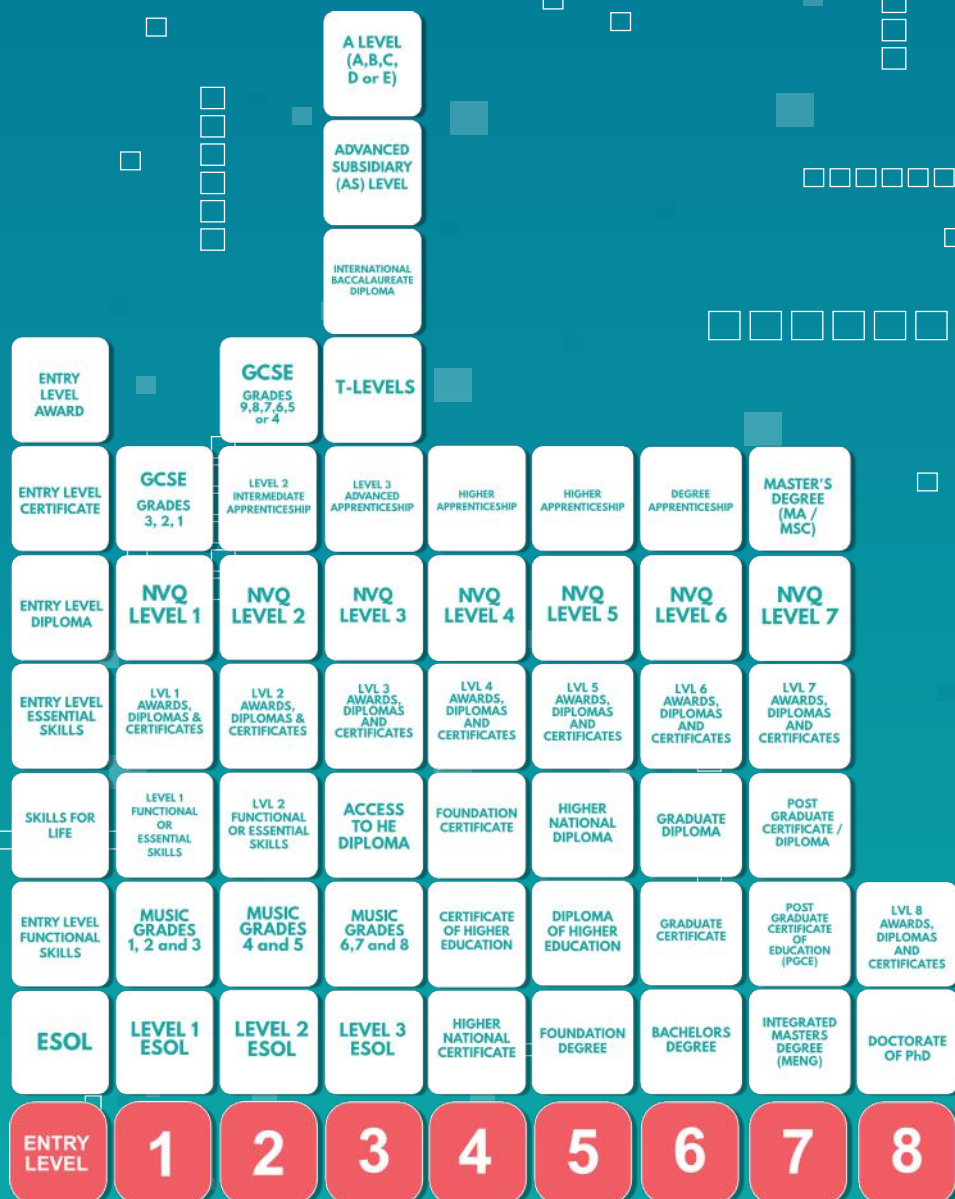 A LEVEL
(A,B,C,
D or E)
ADVANCED
SUBSIDIARY
(AS) LEVEL
INTERNATIONAL
BACCALAUREATE
DIPLOMA
ENTRY
LEVEL
AWARD
GCSE
GRADES
9,8,7,6,5
or 4
T-LEVELS
ENTRY LEVEL
CERTIFICATE
GCSE
GRADES
3, 2, 1
LEVEL 2
INTERMEDIATE
APPRENTICESHIP
LEVEL 3
ADVANCED
APPRENTICESHIP
HIGHER
APPRENTICESHIP
HIGHER
APPRENTICESHIP
DEGREE
APPRENTICESHIP
MASTER'S
DEGREE
(MA /
MSC)
ENTRY LEVEL
DIPLOMA
NVQ
LEVEL 1
NVQ
LEVEL 2
NVQ
LEVEL 3
NVQ
LEVEL 4
NVQ
LEVEL 5
NVQ
LEVEL 6
NVQ
LEVEL 7
ENTRY LEVEL
ESSENTIAL
SKILLS
LVL 1
AWARDS,
DIPLOMAS &
CERTIFICATES
LVL 2
AWARDS,
DIPLOMAS &
CERTIFICATES
LVL 3
AWARDS,
DIPLOMAS
AND
CERTIFICATES
LVL 4
AWARDS,
DIPLOMAS
AND
CERTIFICATES
LVL 5
AWARDS,
DIPLOMAS
AND
CERTIFICATES
LVL 6
AWARDS,
DIPLOMAS
AND
CERTIFICATES
LVL 7
AWARDS,
DIPLOMAS
AND
CERTIFICATES
SKILLS FOR
LIFE
LEVEL 1
FUNCTIONAL
OR
ESSENTIAL
SKILLS
LVL 2
FUNCTIONAL
OR ESSENTIAL
SKILLS
ACCESS
TO HE
DIPLOMA
FOUNDATION
CERTIFICATE
HIGHER
NATIONAL
DIPLOMA
GRADUATE
DIPLOMA
POST
GRADUATE
CERTIFICATE /
DIPLOMA
ENTRY LEVEL
FUNCTIONAL
SKILLS
MUSIC
GRADES
1, 2 and 3
MUSIC
GRADES
4 and 5
MUSIC
GRADES
6,7 and 8
CERTIFICATE
OF HIGHER
EDUCATION
DIPLOMA
OF HIGHER
EDUCATION
GRADUATE
CERTIFICATE
POST
GRADUATE
CERTIFICATE
OF
EDUCATION
(PGCE)
LVL 8
AWARDS,
DIPLOMAS
AND
CERTIFICATES
ESOL
LEVEL 1
ESOL
LEVEL 2
ESOL
LEVEL 3
ESOL
HIGHER
NATIONAL
CERTIFICATE
FOUNDATION
DEGREE
BACHELORS
DEGREE
INTEGRATED
MASTERS
DEGREE
(MENG)
DOCTORATE
OF PhD
ENTRY
LEVEL
1
2
3
4
5
6
7
8